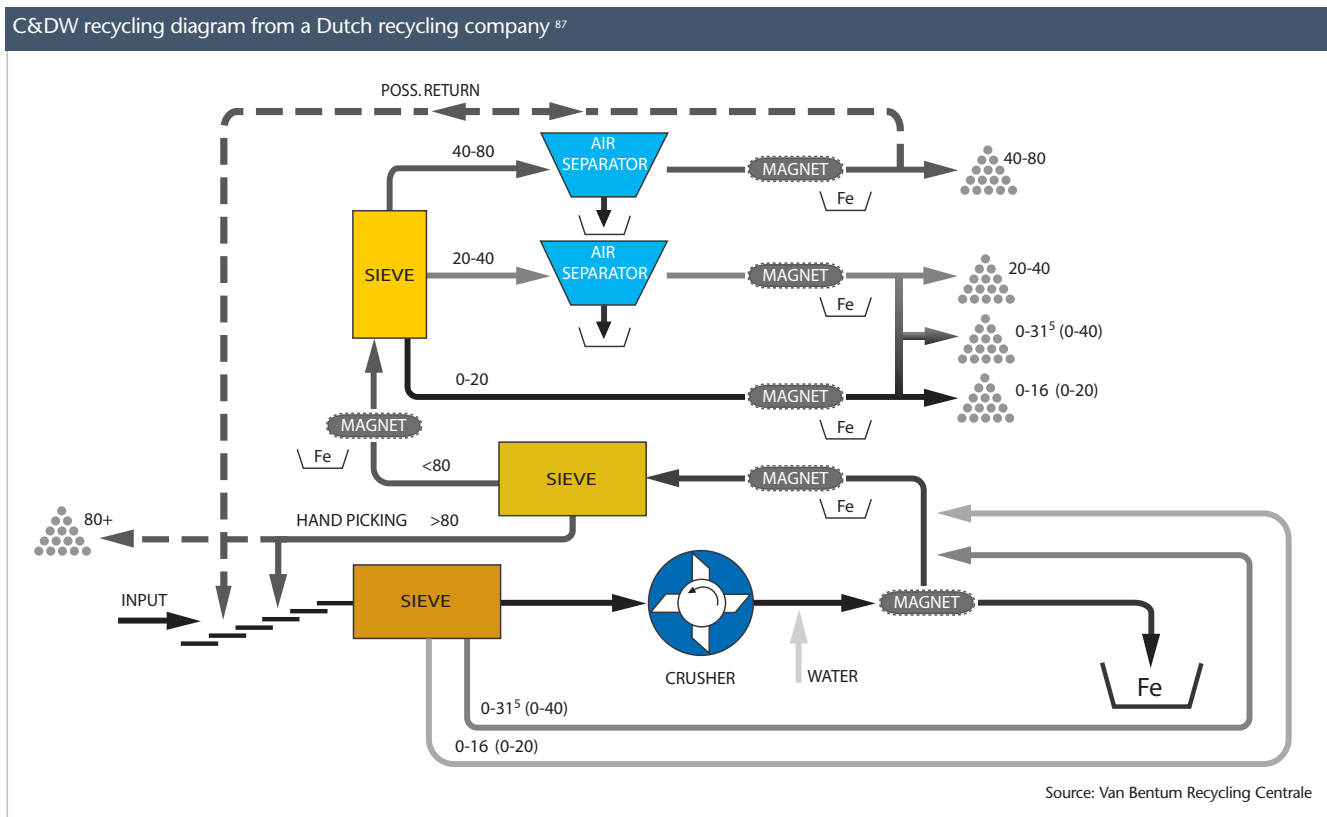 C&DW recycling diagram from a Dutch recycling company ⁸⁷
POSS. RETURN
40-80
AIR
SEPARATOR
MAGNET
Fe
40-80
SIEVE
20-40
AIR
SEPARATOR
MAGNET
Fe
20-40
0-31⁵ (0-40)
0-20
MAGNET
Fe
0-16 (0-20)
MAGNET
Fe
<80
SIEVE
MAGNET
Fe
80+
HAND PICKING >80
INPUT
SIEVE
CRUSHER
WATER
MAGNET
Fe
0-31⁵ (0-40)
0-16 (0-20)
Source: Van Bentum Recycling Centrale